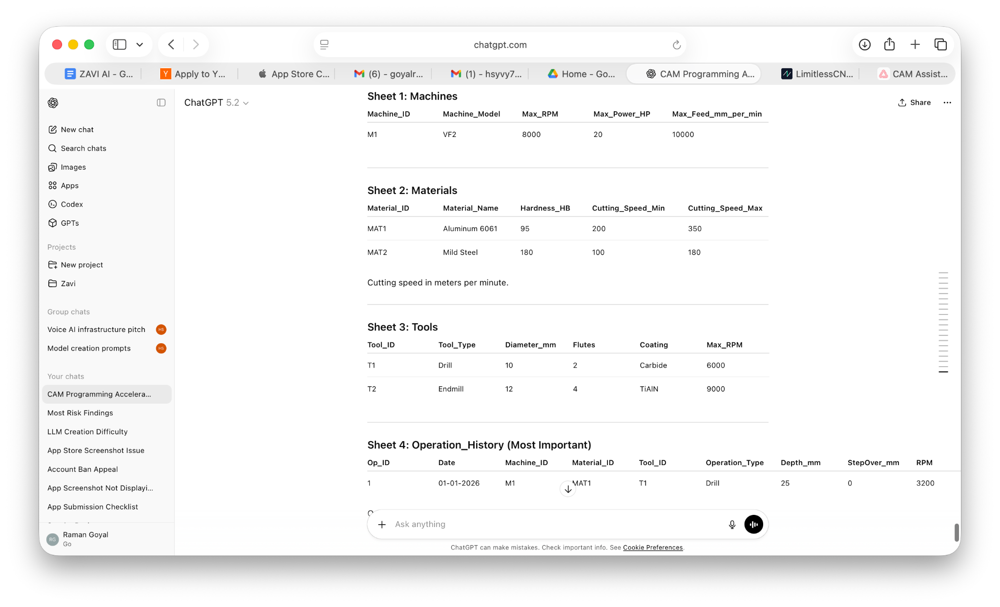 chatgpt.com
ZAVI AI - G...
Apply to Y...
App Store C...
(6) - goyalr...
(1) - hsyvy7...
Home - Go...
CAM Programming A...
LimitlessCN...
CAM Assist...
ChatGPT 5.2
Share
New chat
Search chats
Images
Apps
Codex
GPTs
Projects
New project
Zavi
Group chats
Voice AI infrastructure pitch HS
Model creation prompts HS
Your chats
CAM Programming Accelera...
Most Risk Findings
LLM Creation Difficulty
App Store Screenshot Issue
Account Ban Appeal
App Screenshot Not Displayi...
App Submission Checklist
RG Raman Goyal
Go
Sheet 1: Machines
Machine_ID Machine_Model Max_RPM Max_Power_HP Max_Feed_mm_per_min
M1 VF2 8000 20 10000
Sheet 2: Materials
Material_ID Material_Name Hardness_HB Cutting_Speed_Min Cutting_Speed_Max
MAT1 Aluminum 6061 95 200 350
MAT2 Mild Steel 180 100 180
Cutting speed in meters per minute.
Sheet 3: Tools
Tool_ID Tool_Type Diameter_mm Flutes Coating Max_RPM
T1 Drill 10 2 Carbide 6000
T2 Endmill 12 4 TiAlN 9000
Sheet 4: Operation_History (Most Important)
Op_ID Date Machine_ID Material_ID Tool_ID Operation_Type Depth_mm StepOver_mm RPM
1 01-01-2026 M1 MAT1 T1 Drill 25 0 3200
Ask anything
ChatGPT can make mistakes. Check important info. See Cookie Preferences.